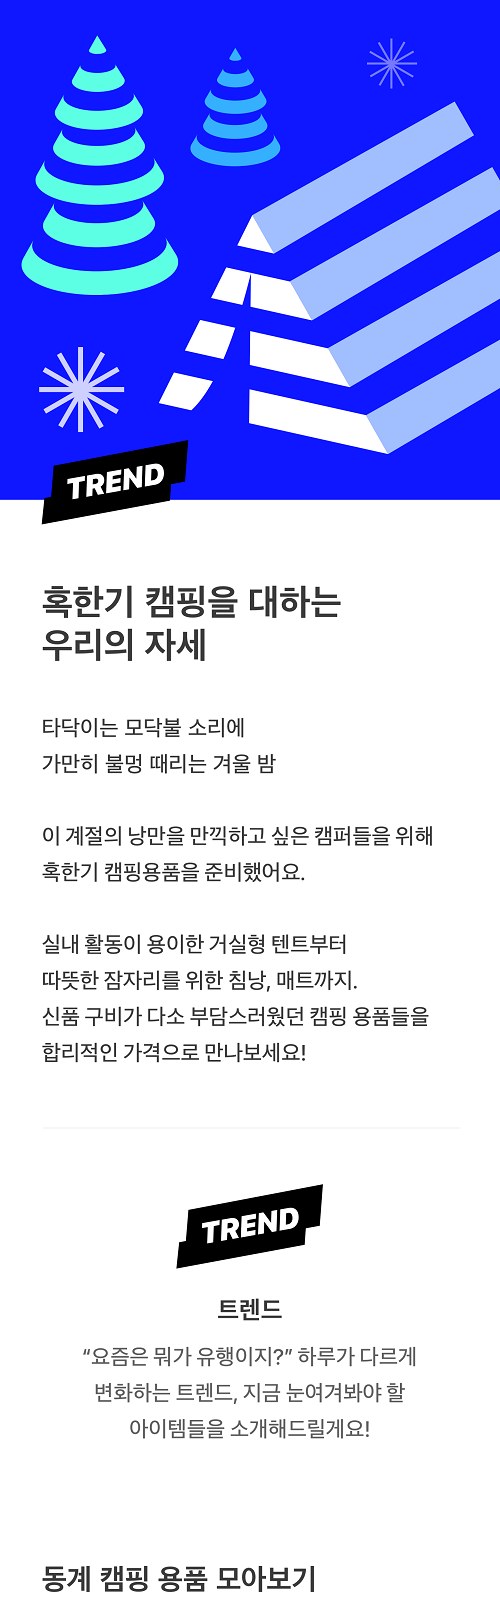 TREND
혹한기 캠핑을 대하는
우리의 자세
타닥이는 모닥불 소리에
가만히 불멍 때리는 겨울 밤
이 계절의 낭만을 만끽하고 싶은 캠퍼들을 위해
혹한기 캠핑용품을 준비했어요.
실내 활동이 용이한 거실형 텐트부터
따뜻한 잠자리를 위한 침낭, 매트까지.
신품 구비가 다소 부담스러웠던 캠핑 용품들을
합리적인 가격으로 만나보세요!
TREND
트렌드
“요즘은 뭐가 유행이지?” 하루가 다르게
변화하는 트렌드, 지금 눈여겨봐야 할
아이템들을 소개해드릴게요!
동계 캠핑 용품 모아보기